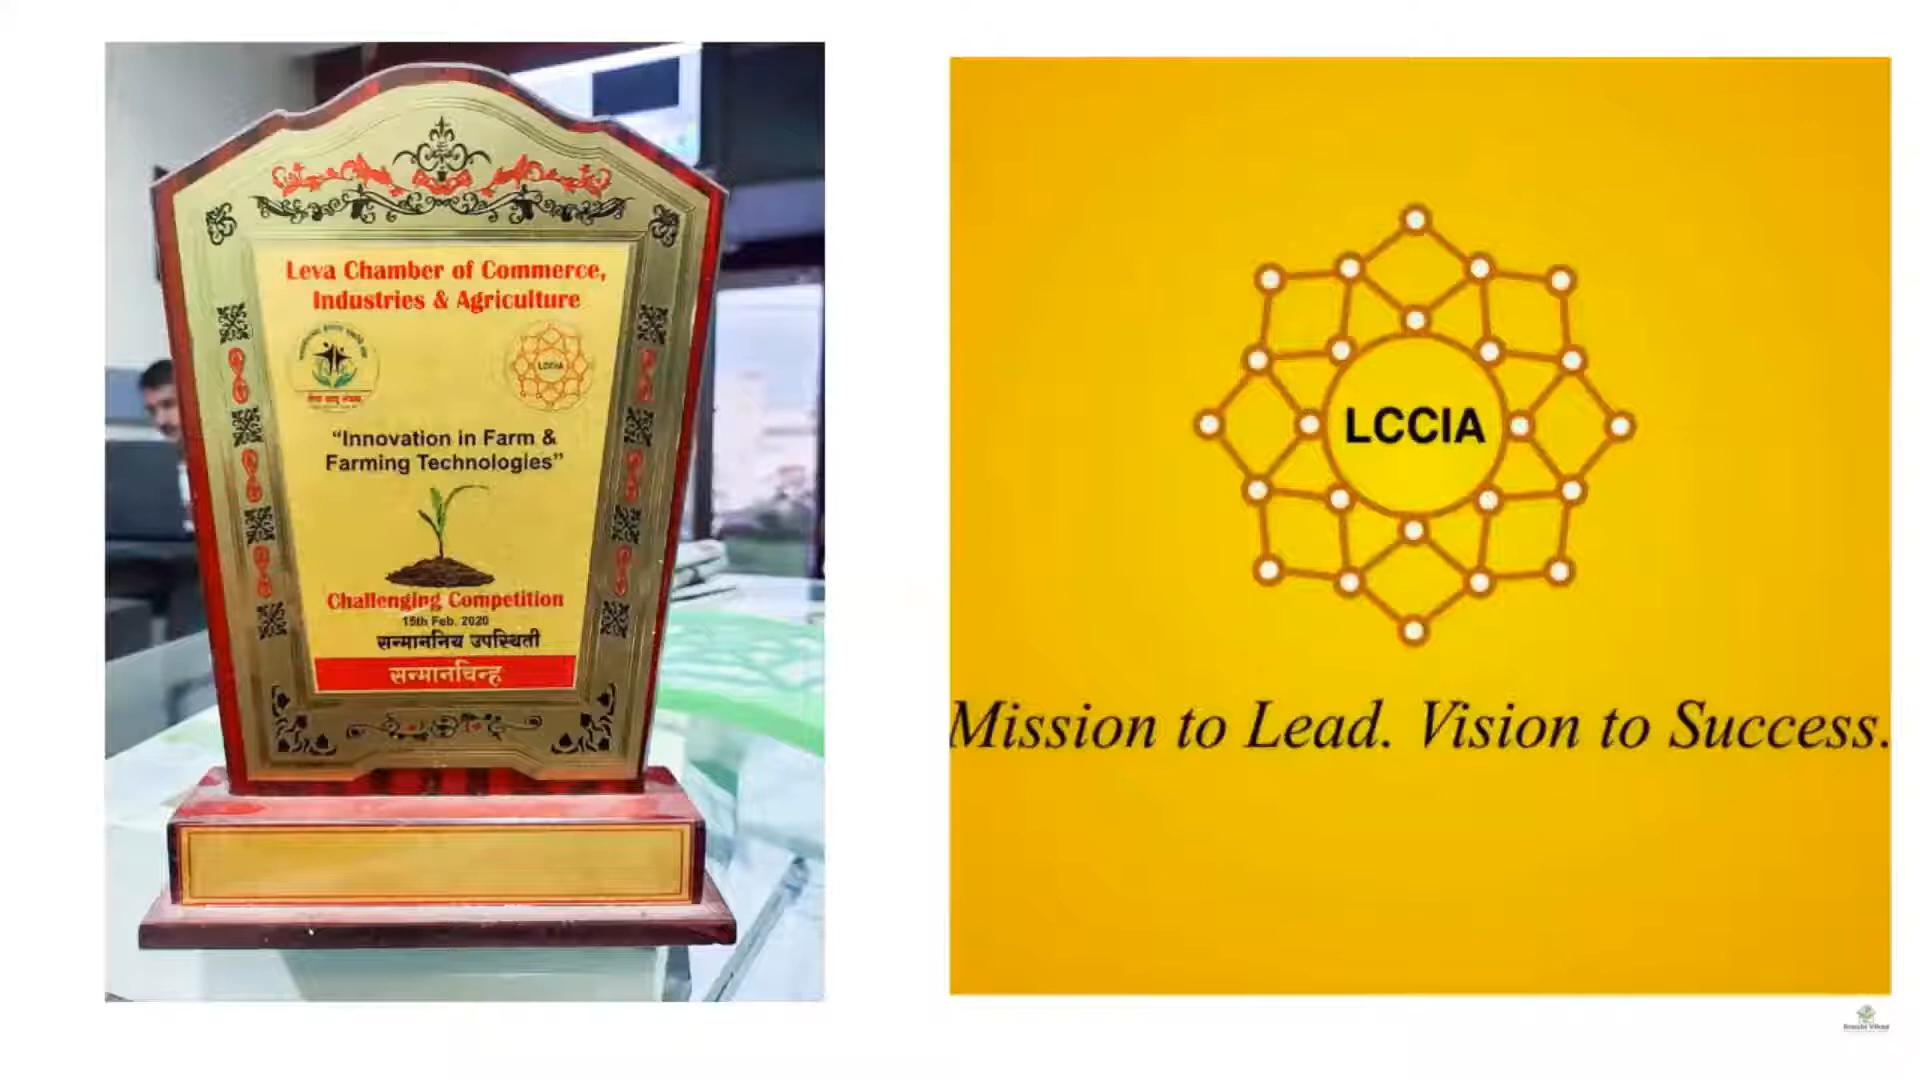 Leva Chamber of Commerce,
Industries & Agriculture
LCCIA
“Innovation in Farm &
Farming Technologies”
Challenging Competition
15th Feb. 2020
सन्माननिय उपस्थिती
सन्मानचिन्ह
LCCIA
Mission to Lead. Vision to Success.